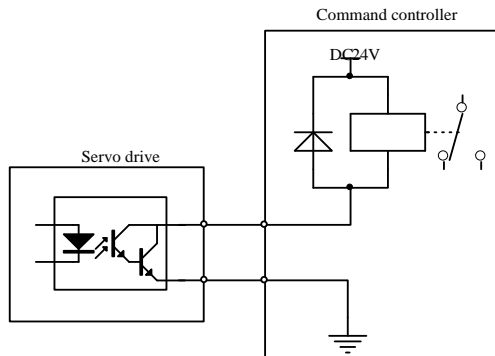 Command controller
DC24V
Servo drive